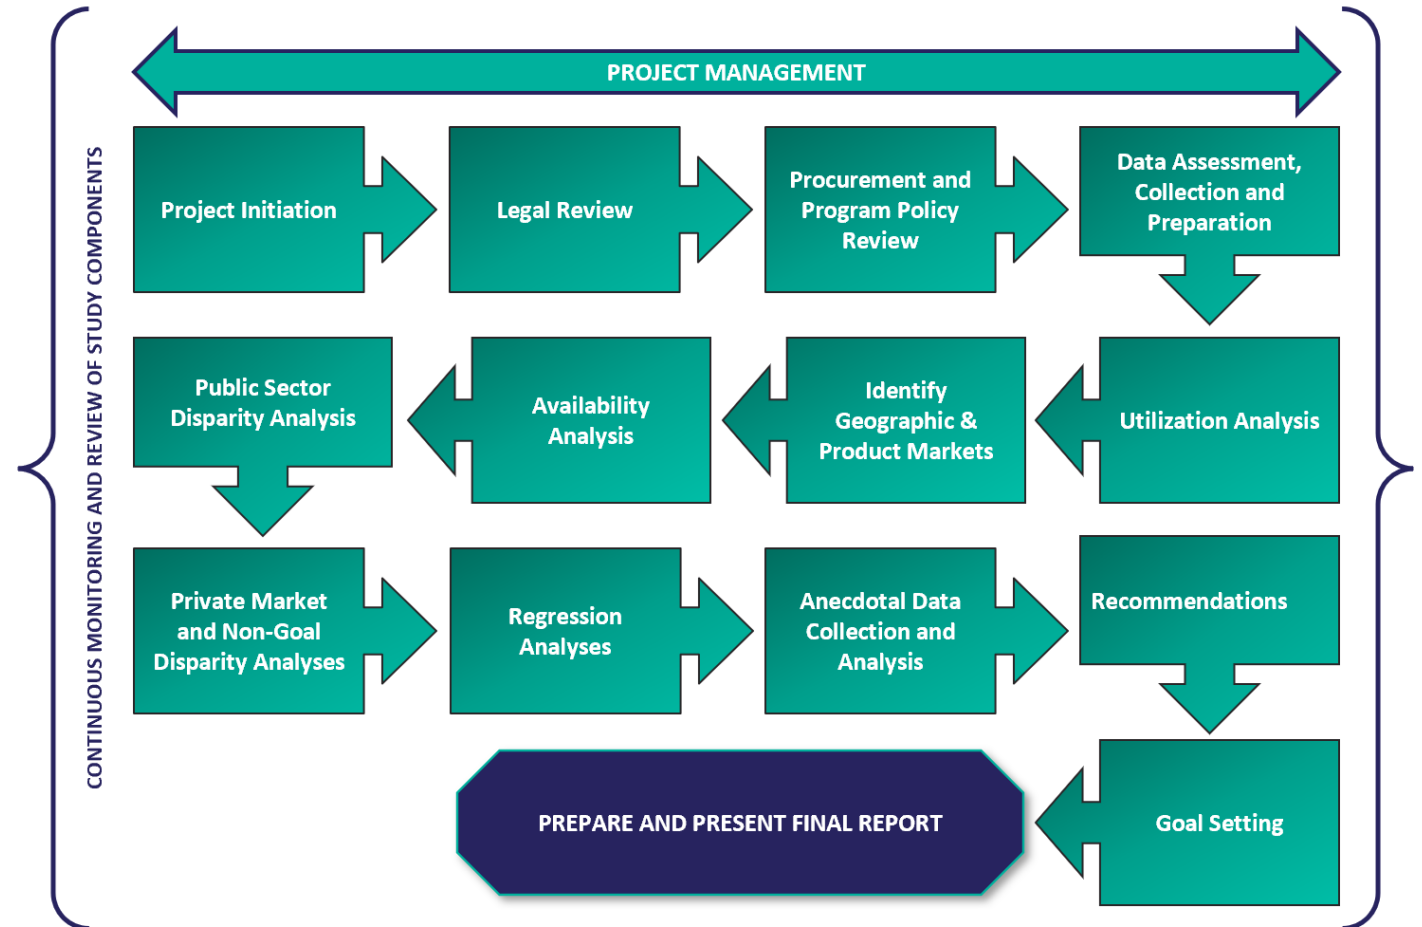 PROJECT MANAGEMENT
CONTINUOUS MONITORING AND REVIEW OF STUDY COMPONENTS
Project Initiation
Legal Review
Procurement and
Program Policy
Review
Data Assessment,
Collection and
Preparation
Utilization Analysis
Identify
Geographic &
Product Markets
Availability
Analysis
Public Sector
Disparity Analysis
Private Market
and Non-Goal
Disparity Analyses
Regression
Analyses
Anecdotal Data
Collection and
Analysis
Recommendations
Goal Setting
PREPARE AND PRESENT FINAL REPORT